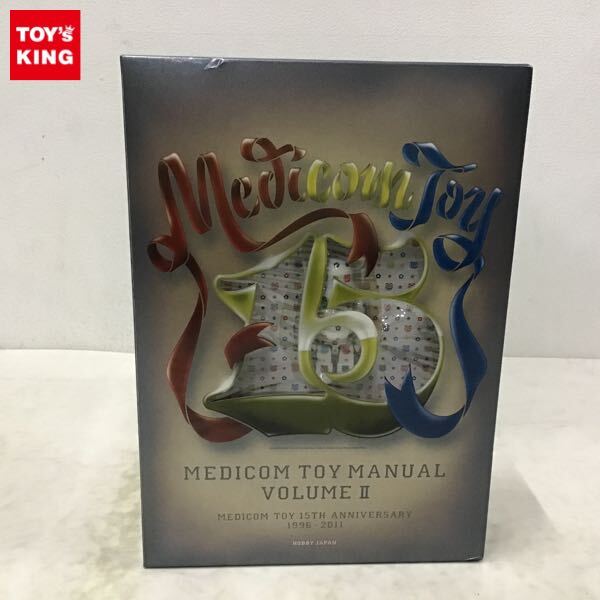 TOY's
KING
Medicom Toy
15
MEDICOM TOY MANUAL
VOLUME II
MEDICOM TOY 15TH ANNIVERSARY
1996-2011
HOBBY JAPAN